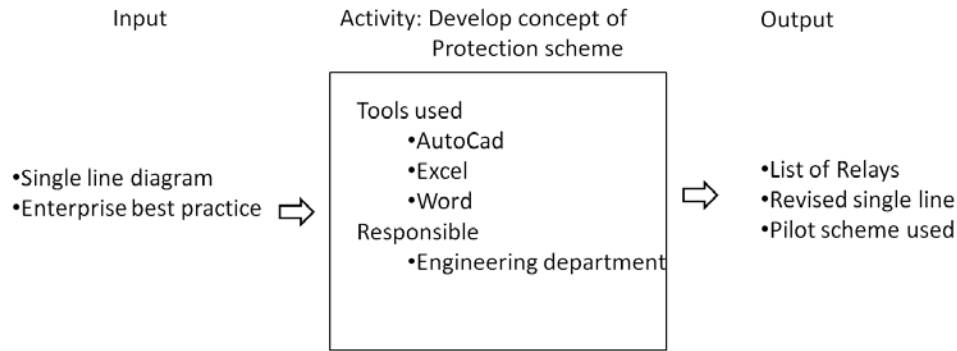 Input
Activity: Develop concept of
Protection scheme
Output
Tools used
•AutoCad
•Excel
•Word
Responsible
•Engineering department
•Single line diagram
•Enterprise best practice
•List of Relays
•Revised single line
•Pilot scheme used